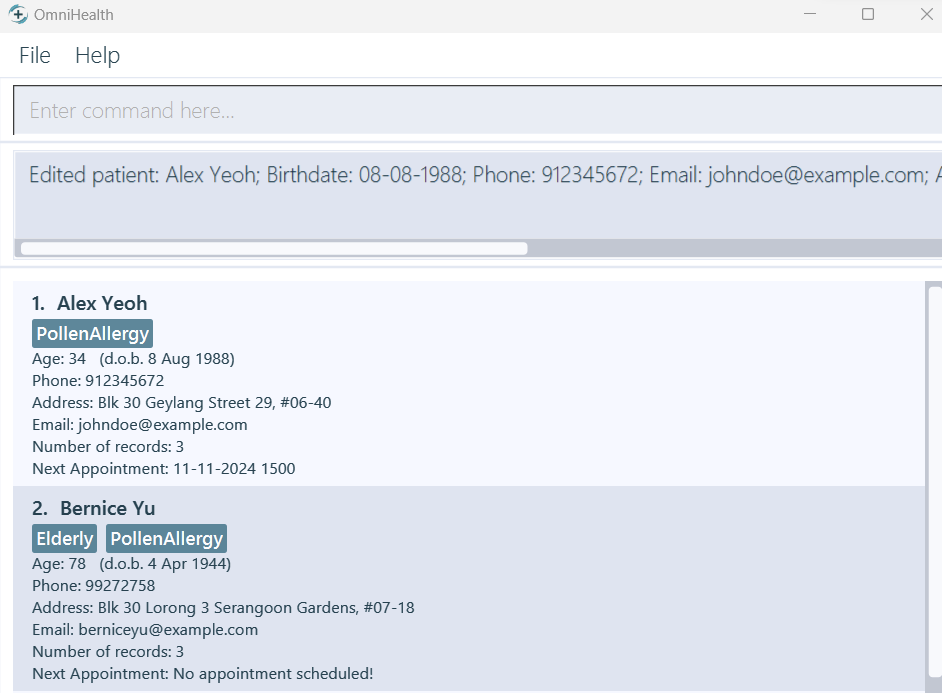 OmniHealth
File Help
Enter command here...
Edited patient: Alex Yeoh; Birthdate: 08-08-1988; Phone: 912345672; Email: johndoe@example.com;
1. Alex Yeoh
PollenAllergy
Age: 34 (d.o.b. 8 Aug 1988)
Phone: 912345672
Address: Blk 30 Geylang Street 29, #06-40
Email: johndoe@example.com
Number of records: 3
Next Appointment: 11-11-2024 1500
2. Bernice Yu
Elderly PollenAllergy
Age: 78 (d.o.b. 4 Apr 1944)
Phone: 99272758
Address: Blk 30 Lorong 3 Serangoon Gardens, #07-18
Email: berniceyu@example.com
Number of records: 3
Next Appointment: No appointment scheduled!